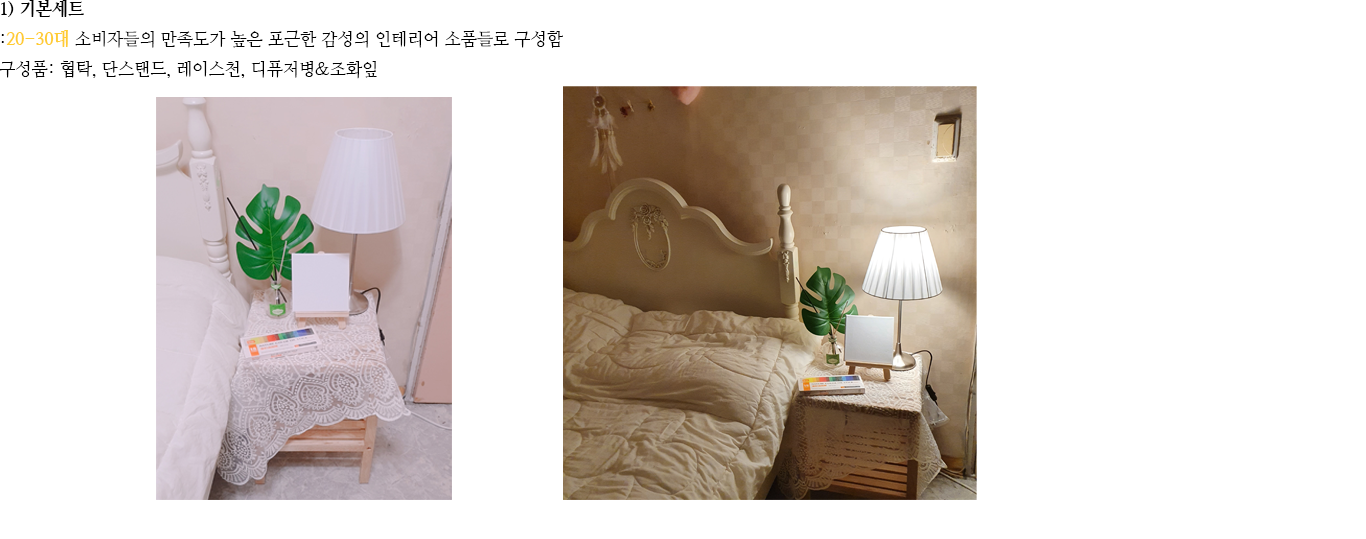 1) 기본세트
:20-30대 소비자들의 만족도가 높은 포근한 감성의 인테리어 소품들로 구성함
구성품: 협탁, 단스탠드, 레이스천, 디퓨저병&조화잎